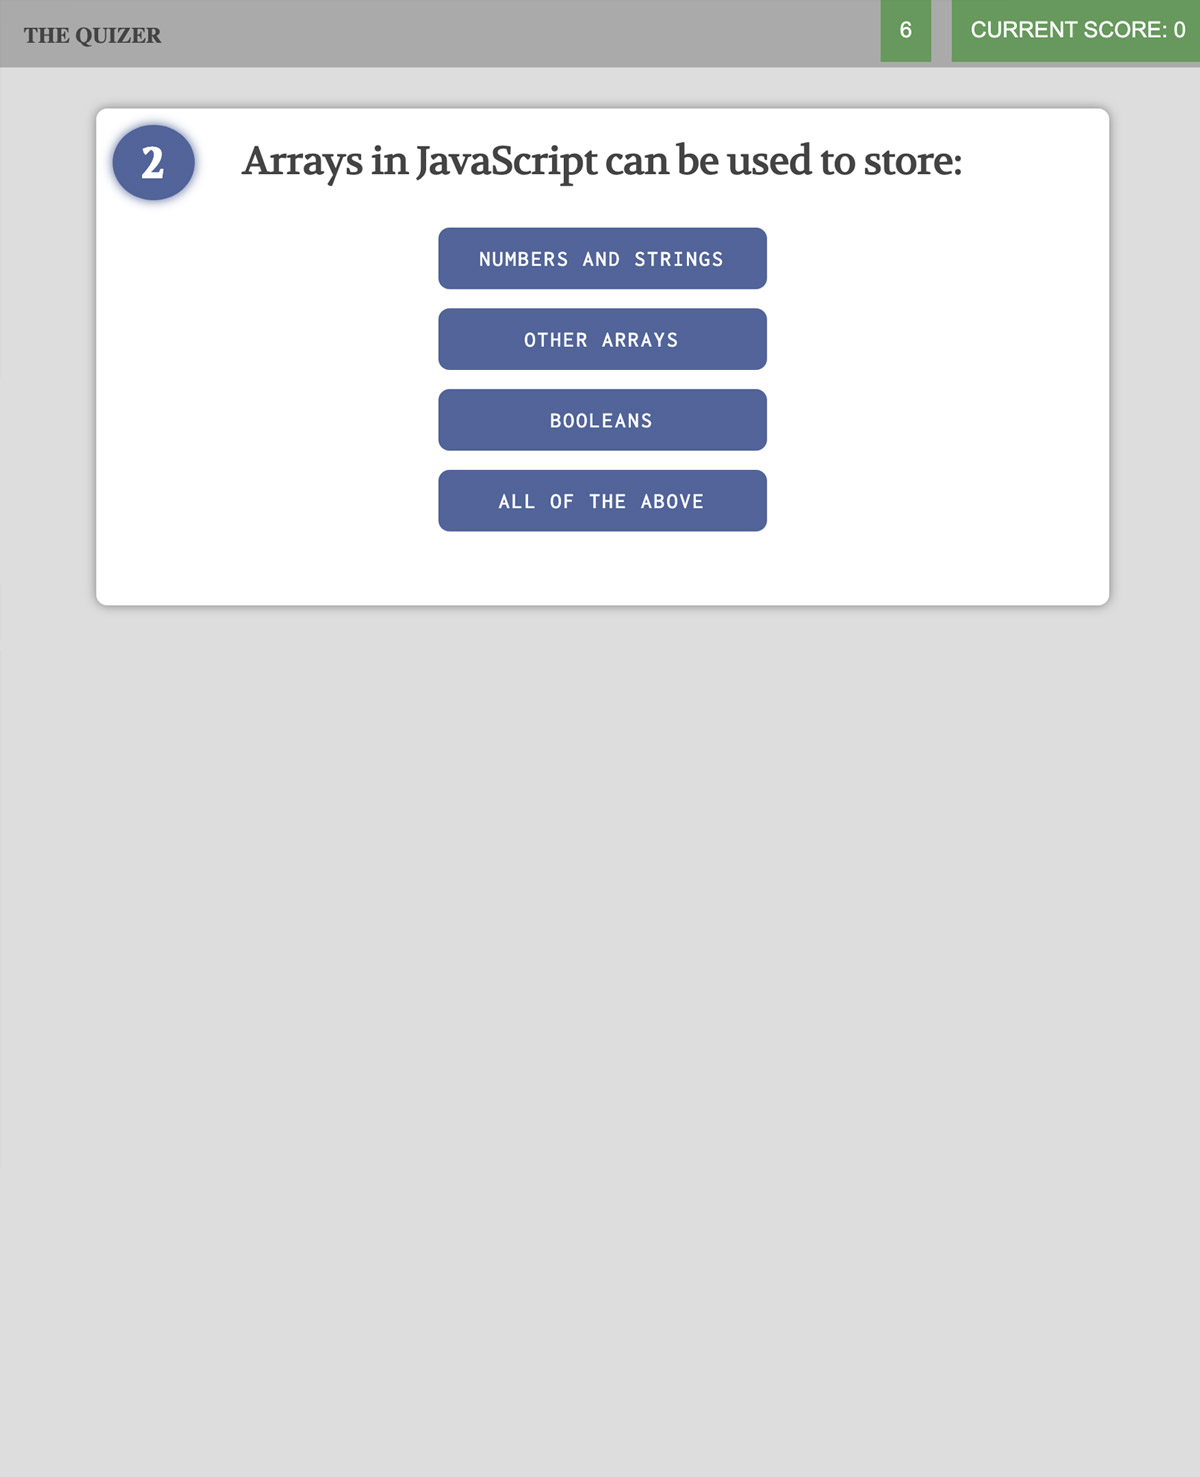 THE QUIZER
6
CURRENT SCORE: 0
2
Arrays in JavaScript can be used to store:
NUMBERS AND STRINGS
OTHER ARRAYS
BOOLEANS
ALL OF THE ABOVE